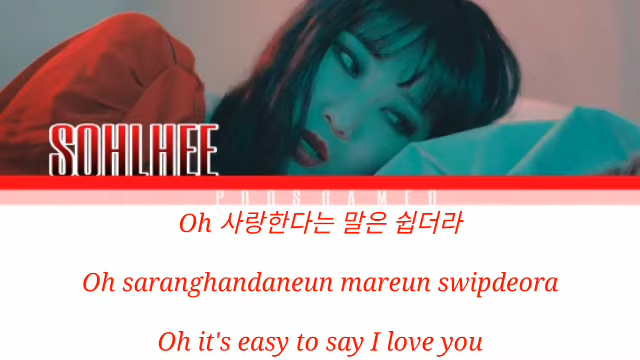 SOHLHEE
Oh 사랑한다는 말은 쉽더라
Oh saranghandaneun mareun swipdeora
Oh it's easy to say I love you